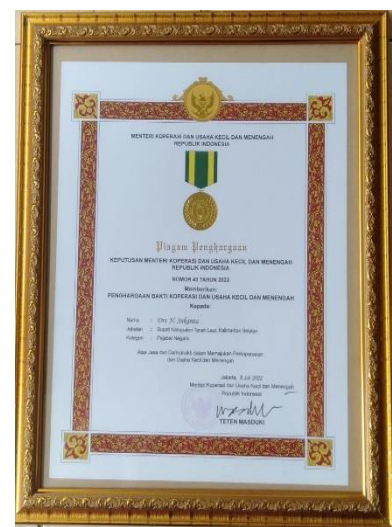 MENTERI KOPERASI DAN USAHA KECIL DAN MENENGAH
REPUBLIK INDONESIA
Piagam Penghargaan
KEPUTUSAN MENTERI KOPERASI DAN USAHA KECIL DAN MENENGAH
REPUBLIK INDONESIA
NOMOR 43 TAHUN 2022
Memberikan:
PENGHARGAAN BAKTI KOPERASI DAN USAHA KECIL DAN MENENGAH
Kepada:
Nama : Drs. H. Sukamta
Jabatan : Bupati Kabupaten Tanah Laut, Kalimantan Selatan
Kategori : Pejabat Negara
Atas Jasa dan Darmabakti dalam Memajukan Perkoperasian
dan Usaha Kecil dan Menengah
Jakarta, 8 Juli 2022
Menteri Koperasi dan Usaha Kecil dan Menengah
Republik Indonesia
TETEN MASDUKI